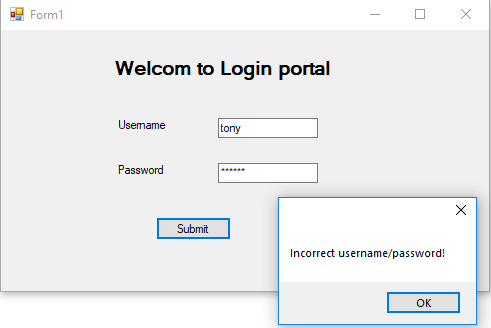 Form1
Welcom to Login portal
Username
tony
Password
******
Submit
Incorrect username/password!
OK